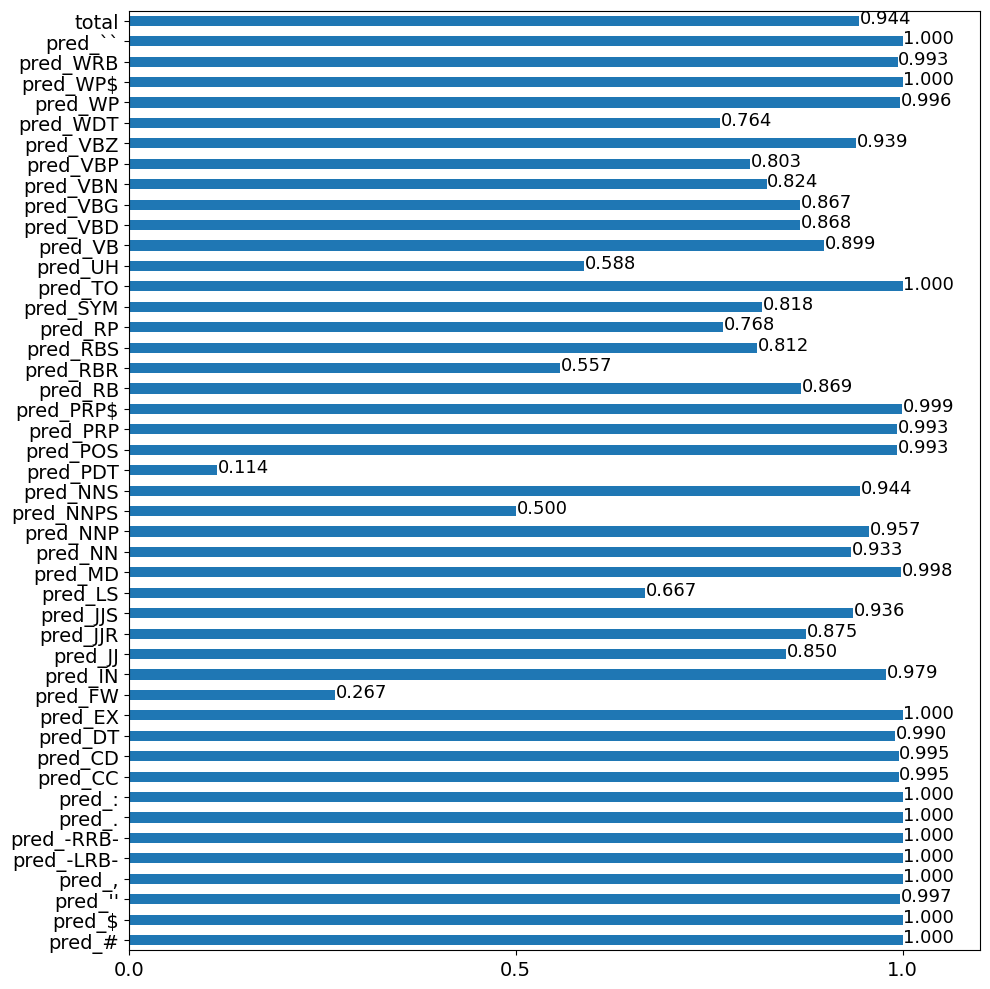 total 0.944
pred_`` 1.000
pred_WRB 0.993
pred_WP$ 1.000
pred_WP 0.996
pred_WDT 0.764
pred_VBZ 0.939
pred_VBP 0.803
pred_VBN 0.824
pred_VBG 0.867
pred_VBD 0.868
pred_VB 0.899
pred_UH 0.588
pred_TO 1.000
pred_SYM 0.818
pred_RP 0.768
pred_RBS 0.812
pred_RBR 0.557
pred_RB 0.869
pred_PRP$ 0.999
pred_PRP 0.993
pred_POS 0.993
pred_PDT 0.114
pred_NNS 0.944
pred_NNPS 0.500
pred_NNP 0.957
pred_NN 0.933
pred_MD 0.998
pred_LS 0.667
pred_JJS 0.936
pred_JJR 0.875
pred_JJ 0.850
pred_IN 0.979
pred_FW 0.267
pred_EX 1.000
pred_DT 0.990
pred_CD 0.995
pred_CC 0.995
pred_: 1.000
pred_. 1.000
pred_-RRB- 1.000
pred_-LRB- 1.000
pred_, 1.000
pred_'' 0.997
pred_$ 1.000
pred_# 1.000
0.0 0.5 1.0